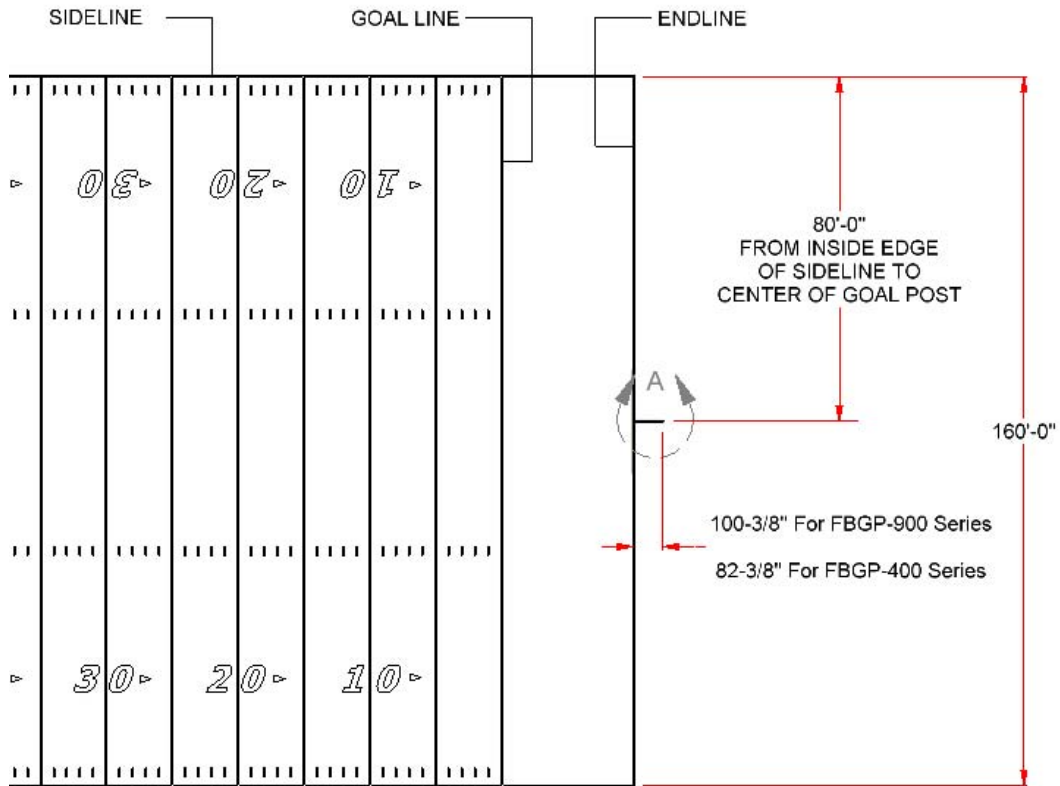 SIDELINE
GOAL LINE
ENDLINE
30 20 10
80'-0"
FROM INSIDE EDGE
OF SIDELINE TO
CENTER OF GOAL POST
A
160'-0"
100-3/8" For FBGP-900 Series
82-3/8" For FBGP-400 Series
30 20 10